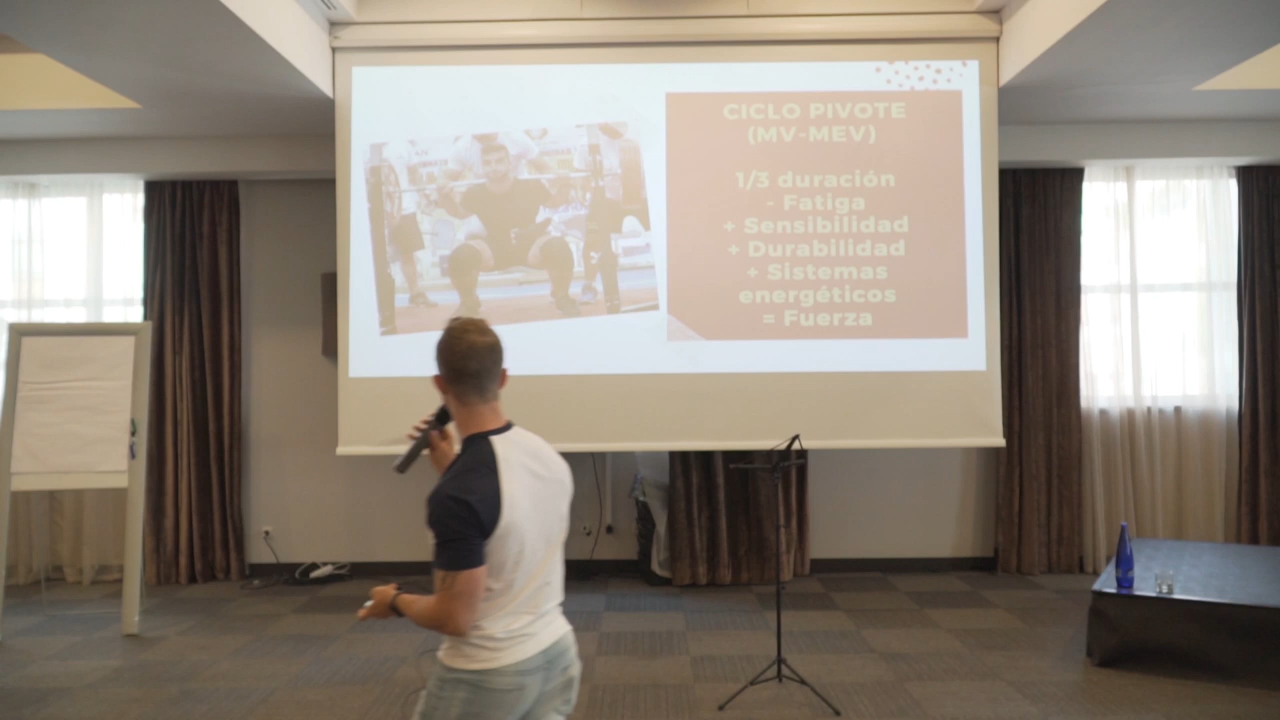 CICLO PIVOTE
(MV-MEV)
1/3 duración
- Fatiga
+ Sensibilidad
+ Durabilidad
+ Sistemas
energéticos
= Fuerza